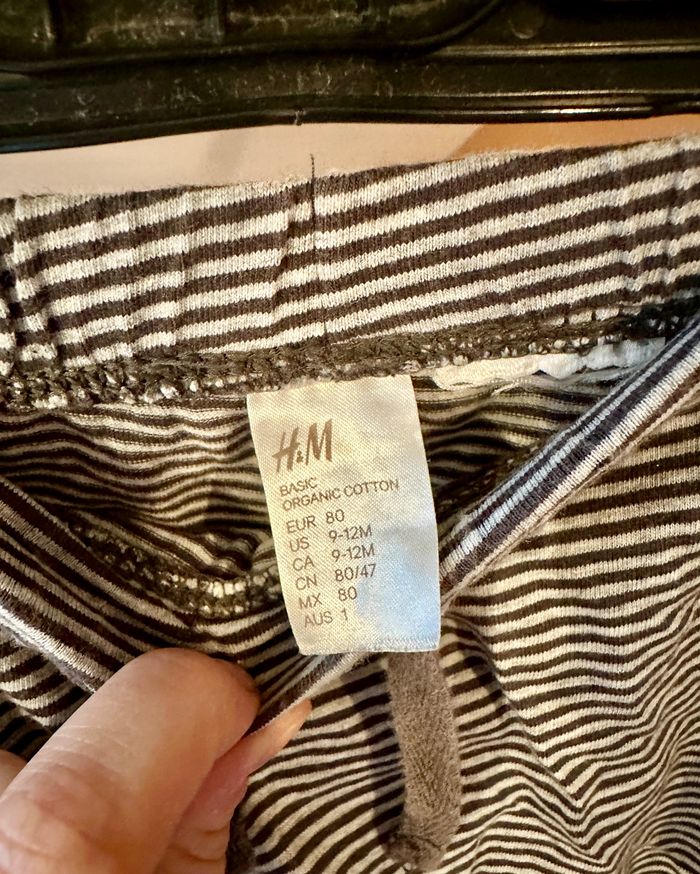 H&M
BASIC
ORGANIC COTTON
EUR 80
US 9-12M
CA 9-12M
CN 80/47
MX 80
AUS 1